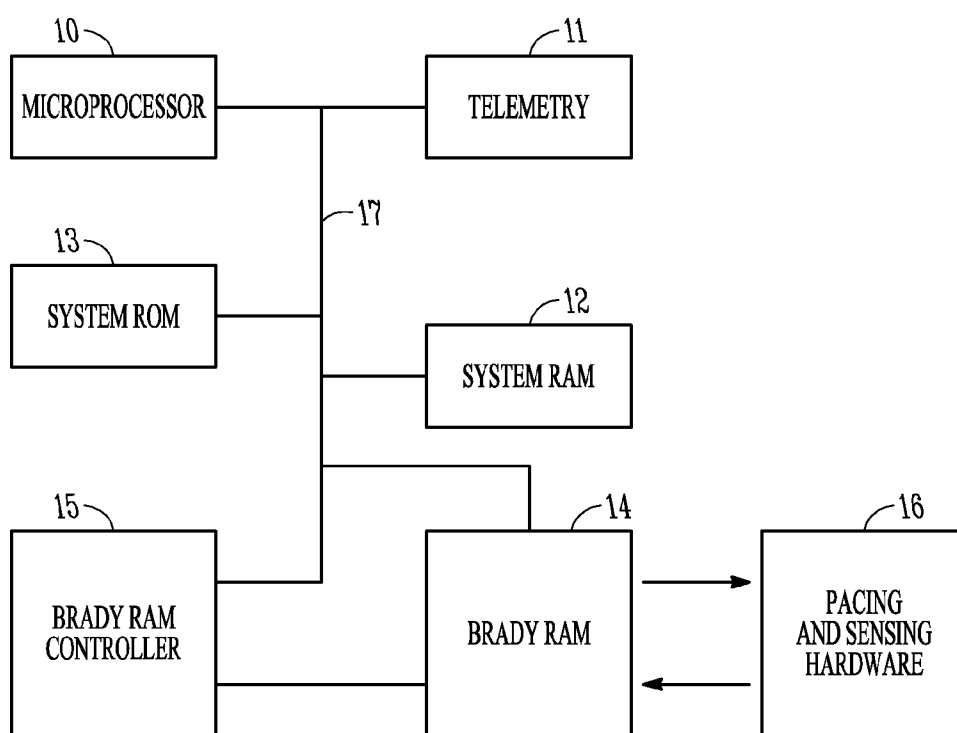 10
MICROPROCESSOR
11
TELEMETRY
17
13
SYSTEM ROM
12
SYSTEM RAM
15
BRADY RAM
CONTROLLER
14
BRADY RAM
16
PACING
AND SENSING
HARDWARE